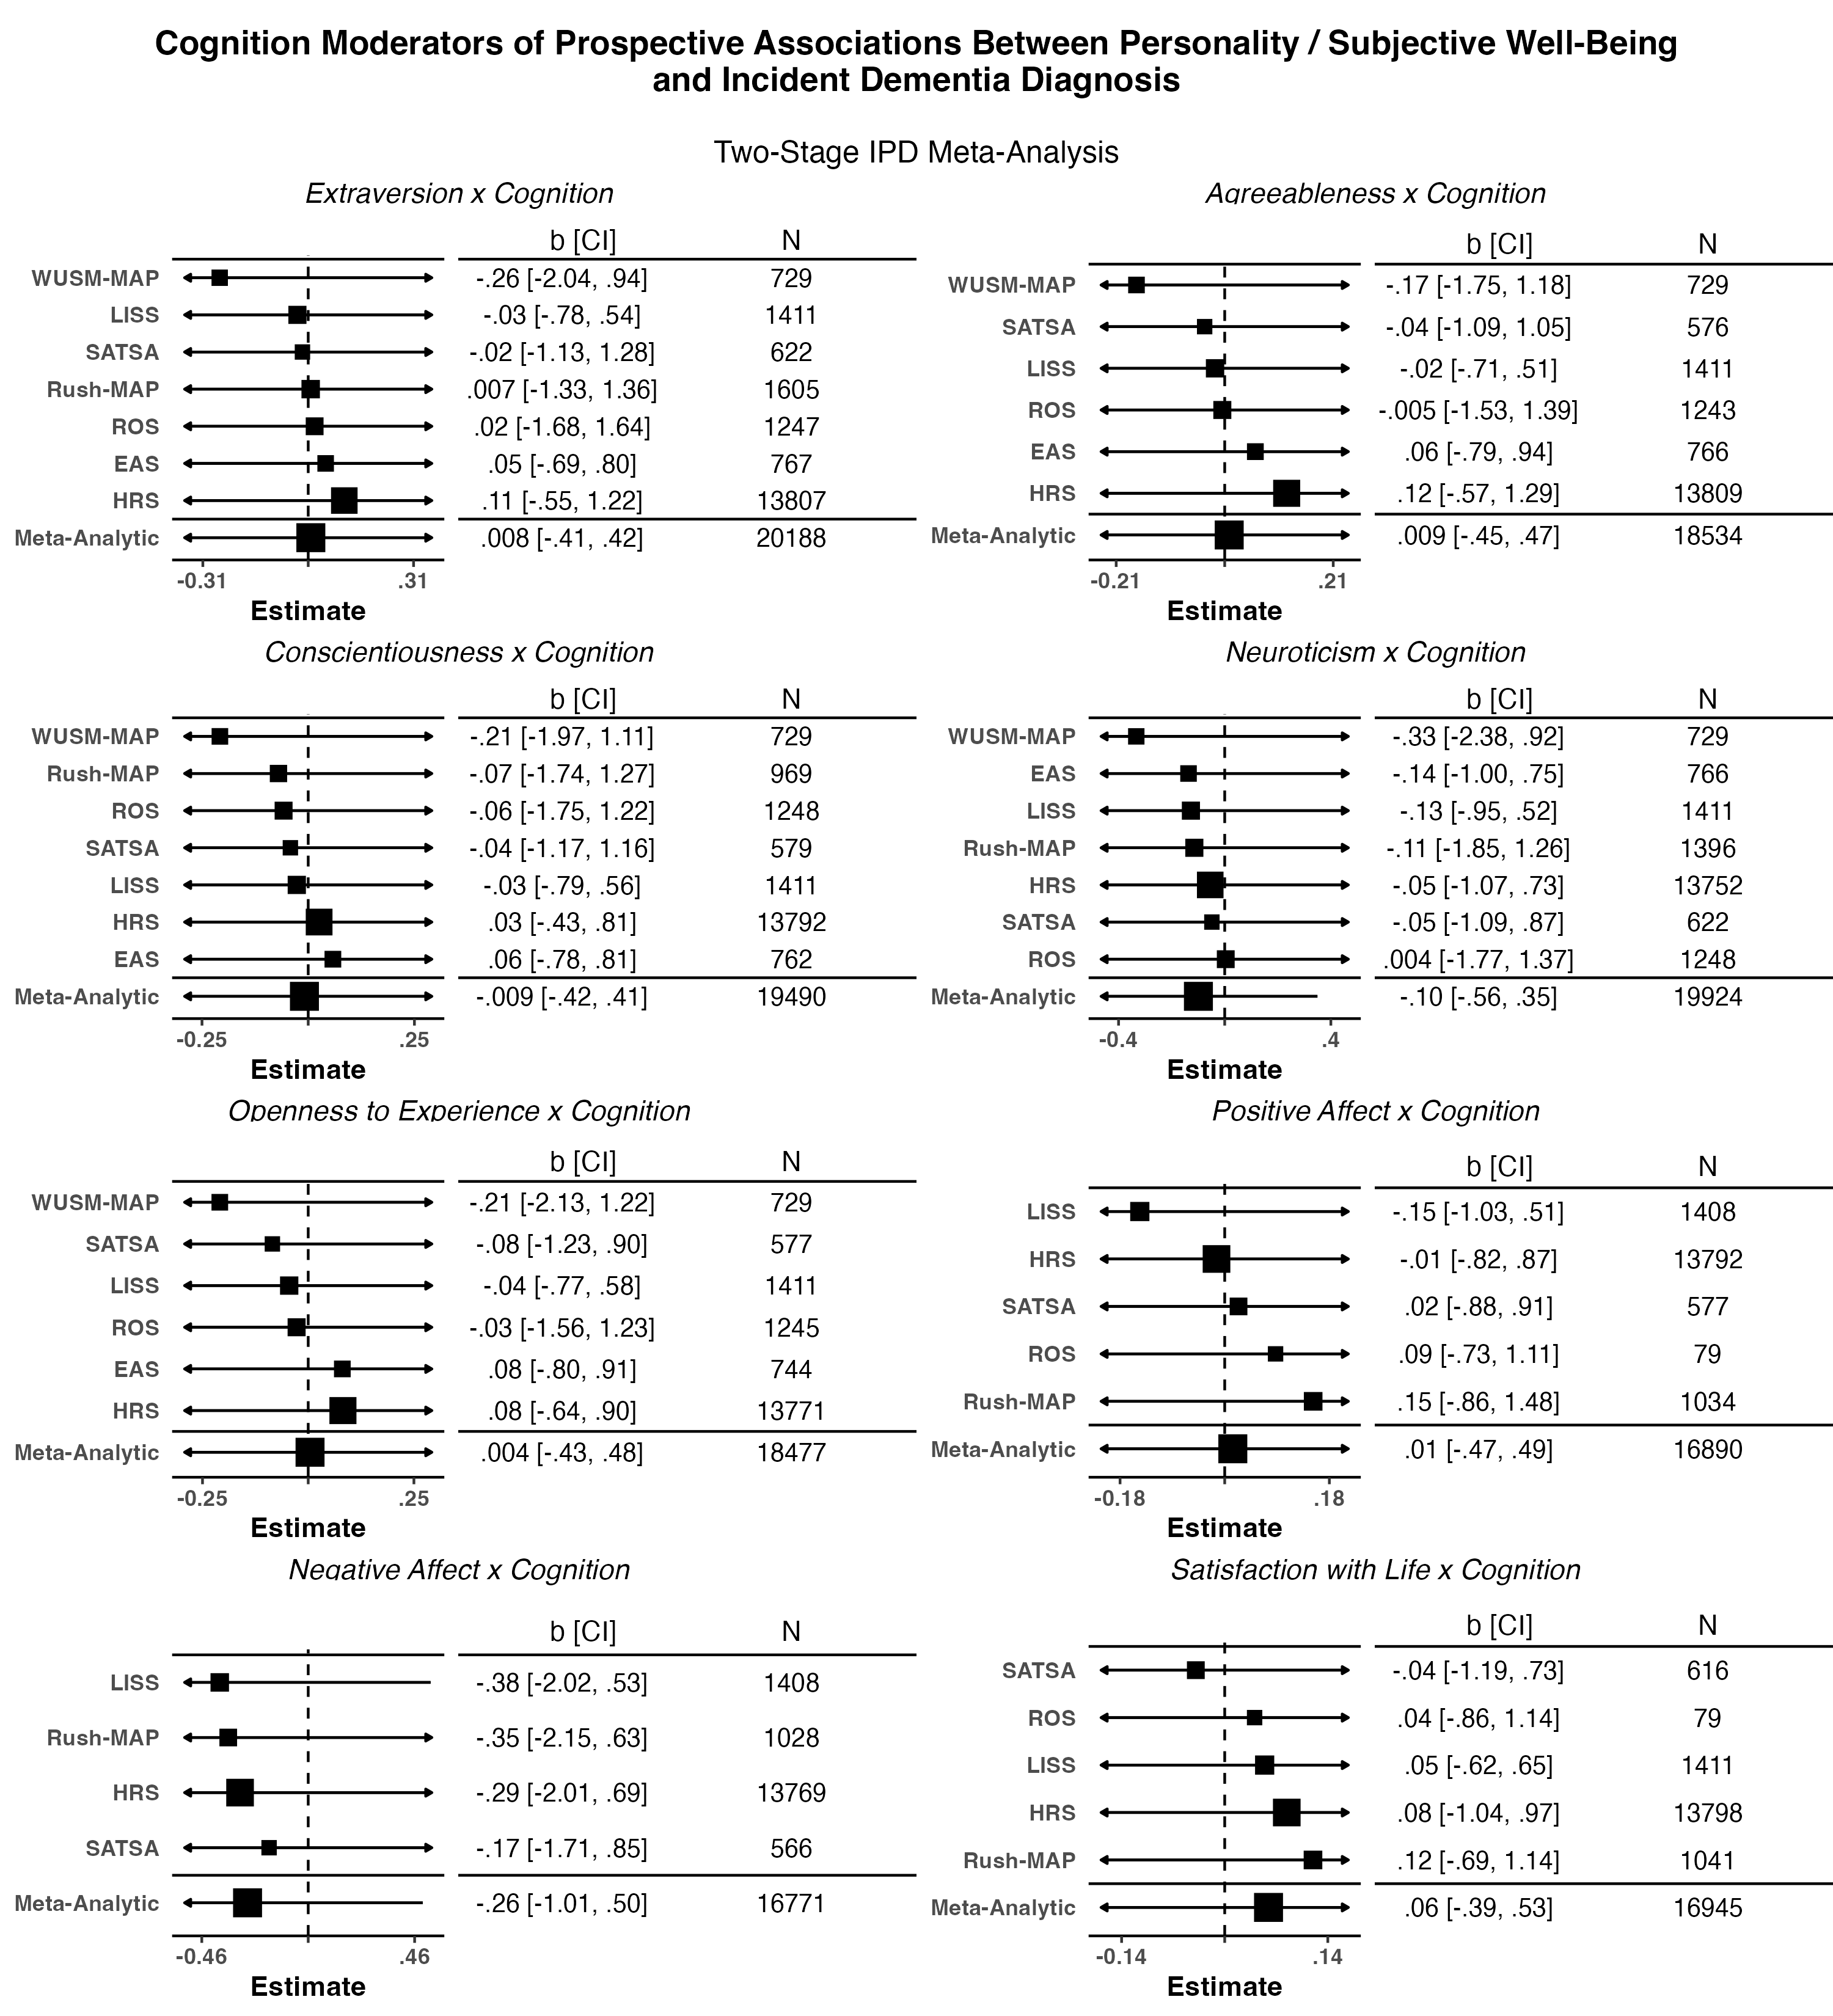 Cognition Moderators of Prospective Associations Between Personality / Subjective Well-Being
and Incident Dementia Diagnosis
Two-Stage IPD Meta-Analysis
Extraversion x Cognition
b [CI] N
WUSM-MAP -.26 [-2.04, .94] 729
LISS -.03 [-.78, .54] 1411
SATSA -.02 [-1.13, 1.28] 622
Rush-MAP .007 [-1.33, 1.36] 1605
ROS .02 [-1.68, 1.64] 1247
EAS .05 [-.69, .80] 767
HRS .11 [-.55, 1.22] 13807
Meta-Analytic .008 [-.41, .42] 20188
-0.31 .31
Estimate
Agreeableness x Cognition
b [CI] N
WUSM-MAP -.17 [-1.75, 1.18] 729
SATSA -.04 [-1.09, 1.05] 576
LISS -.02 [-.71, .51] 1411
ROS -.005 [-1.53, 1.39] 1243
EAS .06 [-.79, .94] 766
HRS .12 [-.57, 1.29] 13809
Meta-Analytic .009 [-.45, .47] 18534
-0.21 .21
Estimate
Conscientiousness x Cognition
b [CI] N
WUSM-MAP -.21 [-1.97, 1.11] 729
Rush-MAP -.07 [-1.74, 1.27] 969
ROS -.06 [-1.75, 1.22] 1248
SATSA -.04 [-1.17, 1.16] 579
LISS -.03 [-.79, .56] 1411
HRS .03 [-.43, .81] 13792
EAS .06 [-.78, .81] 762
Meta-Analytic -.009 [-.42, .41] 19490
-0.25 .25
Estimate
Neuroticism x Cognition
b [CI] N
WUSM-MAP -.33 [-2.38, .92] 729
EAS -.14 [-1.00, .75] 766
LISS -.13 [-.95, .52] 1411
Rush-MAP -.11 [-1.85, 1.26] 1396
HRS -.05 [-1.07, .73] 13752
SATSA -.05 [-1.09, .87] 622
ROS .004 [-1.77, 1.37] 1248
Meta-Analytic -.10 [-.56, .35] 19924
-0.4 .4
Estimate
Openness to Experience x Cognition
b [CI] N
WUSM-MAP -.21 [-2.13, 1.22] 729
SATSA -.08 [-1.23, .90] 577
LISS -.04 [-.77, .58] 1411
ROS -.03 [-1.56, 1.23] 1245
EAS .08 [-.80, .91] 744
HRS .08 [-.64, .90] 13771
Meta-Analytic .004 [-.43, .48] 18477
-0.25 .25
Estimate
Positive Affect x Cognition
b [CI] N
LISS -.15 [-1.03, .51] 1408
HRS -.01 [-.82, .87] 13792
SATSA .02 [-.88, .91] 577
ROS .09 [-.73, 1.11] 79
Rush-MAP .15 [-.86, 1.48] 1034
Meta-Analytic .01 [-.47, .49] 16890
-0.18 .18
Estimate
Negative Affect x Cognition
b [CI] N
LISS -.38 [-2.02, .53] 1408
Rush-MAP -.35 [-2.15, .63] 1028
HRS -.29 [-2.01, .69] 13769
SATSA -.17 [-1.71, .85] 566
Meta-Analytic -.26 [-1.01, .50] 16771
-0.46 .46
Estimate
Satisfaction with Life x Cognition
b [CI] N
SATSA -.04 [-1.19, .73] 616
ROS .04 [-.86, 1.14] 79
LISS .05 [-.62, .65] 1411
HRS .08 [-1.04, .97] 13798
Rush-MAP .12 [-.69, 1.14] 1041
Meta-Analytic .06 [-.39, .53] 16945
-0.14 .14
Estimate